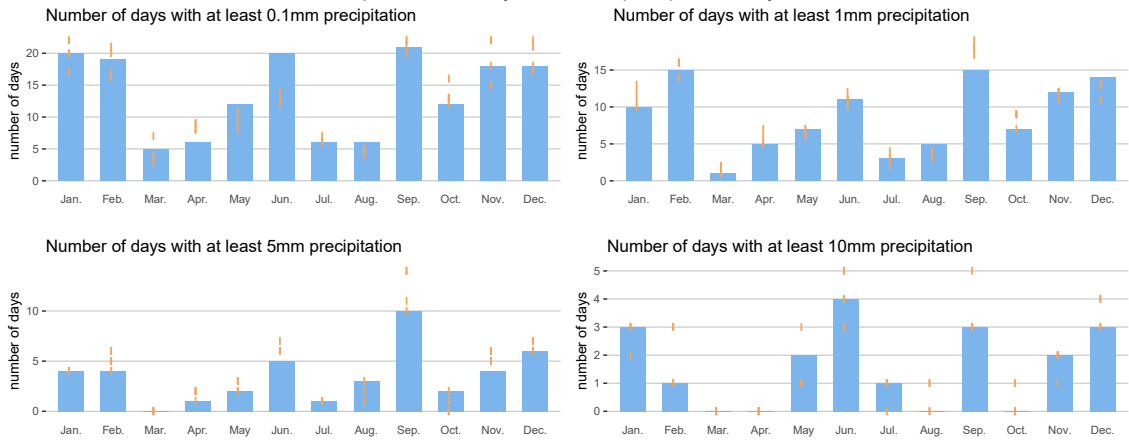 Number of days with at least 0.1mm precipitation
number of days
20
15
10
5
0
Jan. Feb. Mar. Apr. May Jun. Jul. Aug. Sep. Oct. Nov. Dec.
Number of days with at least 1mm precipitation
number of days
15
10
5
0
Jan. Feb. Mar. Apr. May Jun. Jul. Aug. Sep. Oct. Nov. Dec.
Number of days with at least 5mm precipitation
number of days
10
5
0
Jan. Feb. Mar. Apr. May Jun. Jul. Aug. Sep. Oct. Nov. Dec.
Number of days with at least 10mm precipitation
number of days
5
4
3
2
1
0
Jan. Feb. Mar. Apr. May Jun. Jul. Aug. Sep. Oct. Nov. Dec.